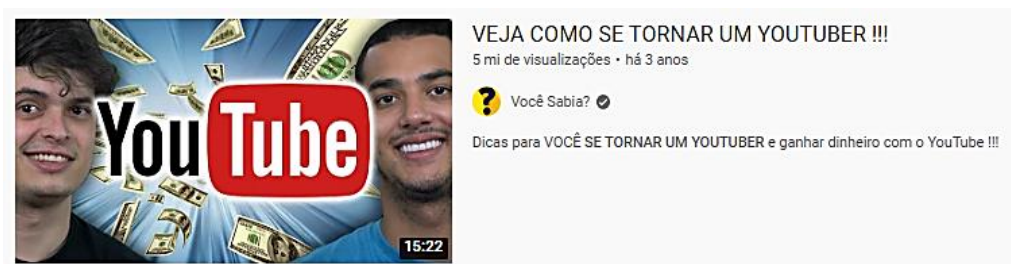 YouTube
15:22
VEJA COMO SE TORNAR UM YOUTUBER !!!
5 mi de visualizações • há 3 anos
Você Sabia?
Dicas para VOCÊ SE TORNAR UM YOUTUBER e ganhar dinheiro com o YouTube !!!